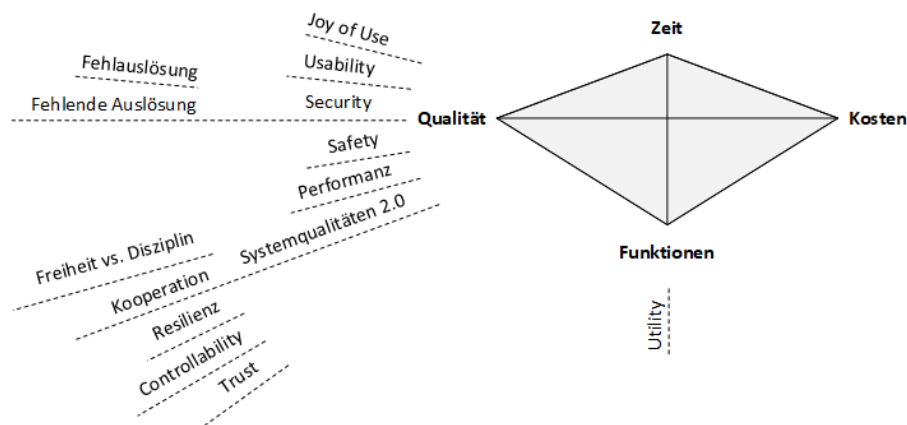 Joy of Use
Zeit
Fehlauslösung
Usability
Fehlende Auslösung
Security
Qualität
Kosten
Safety
Performanz
Systemqualitäten 2.0
Freiheit vs. Disziplin
Kooperation
Funktionen
Resilienz
Utility
Controllability
Trust